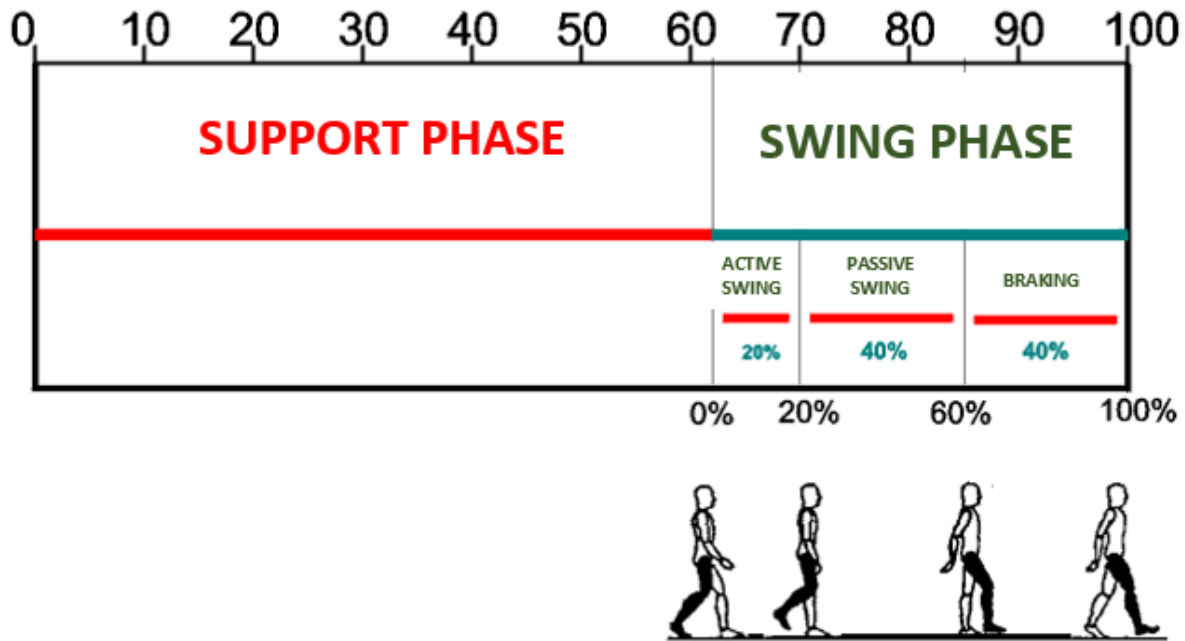 0 10 20 30 40 50 60 70 80 90 100
SUPPORT PHASE
SWING PHASE
ACTIVE
SWING
PASSIVE
SWING
BRAKING
20%
40%
40%
0% 20% 60% 100%